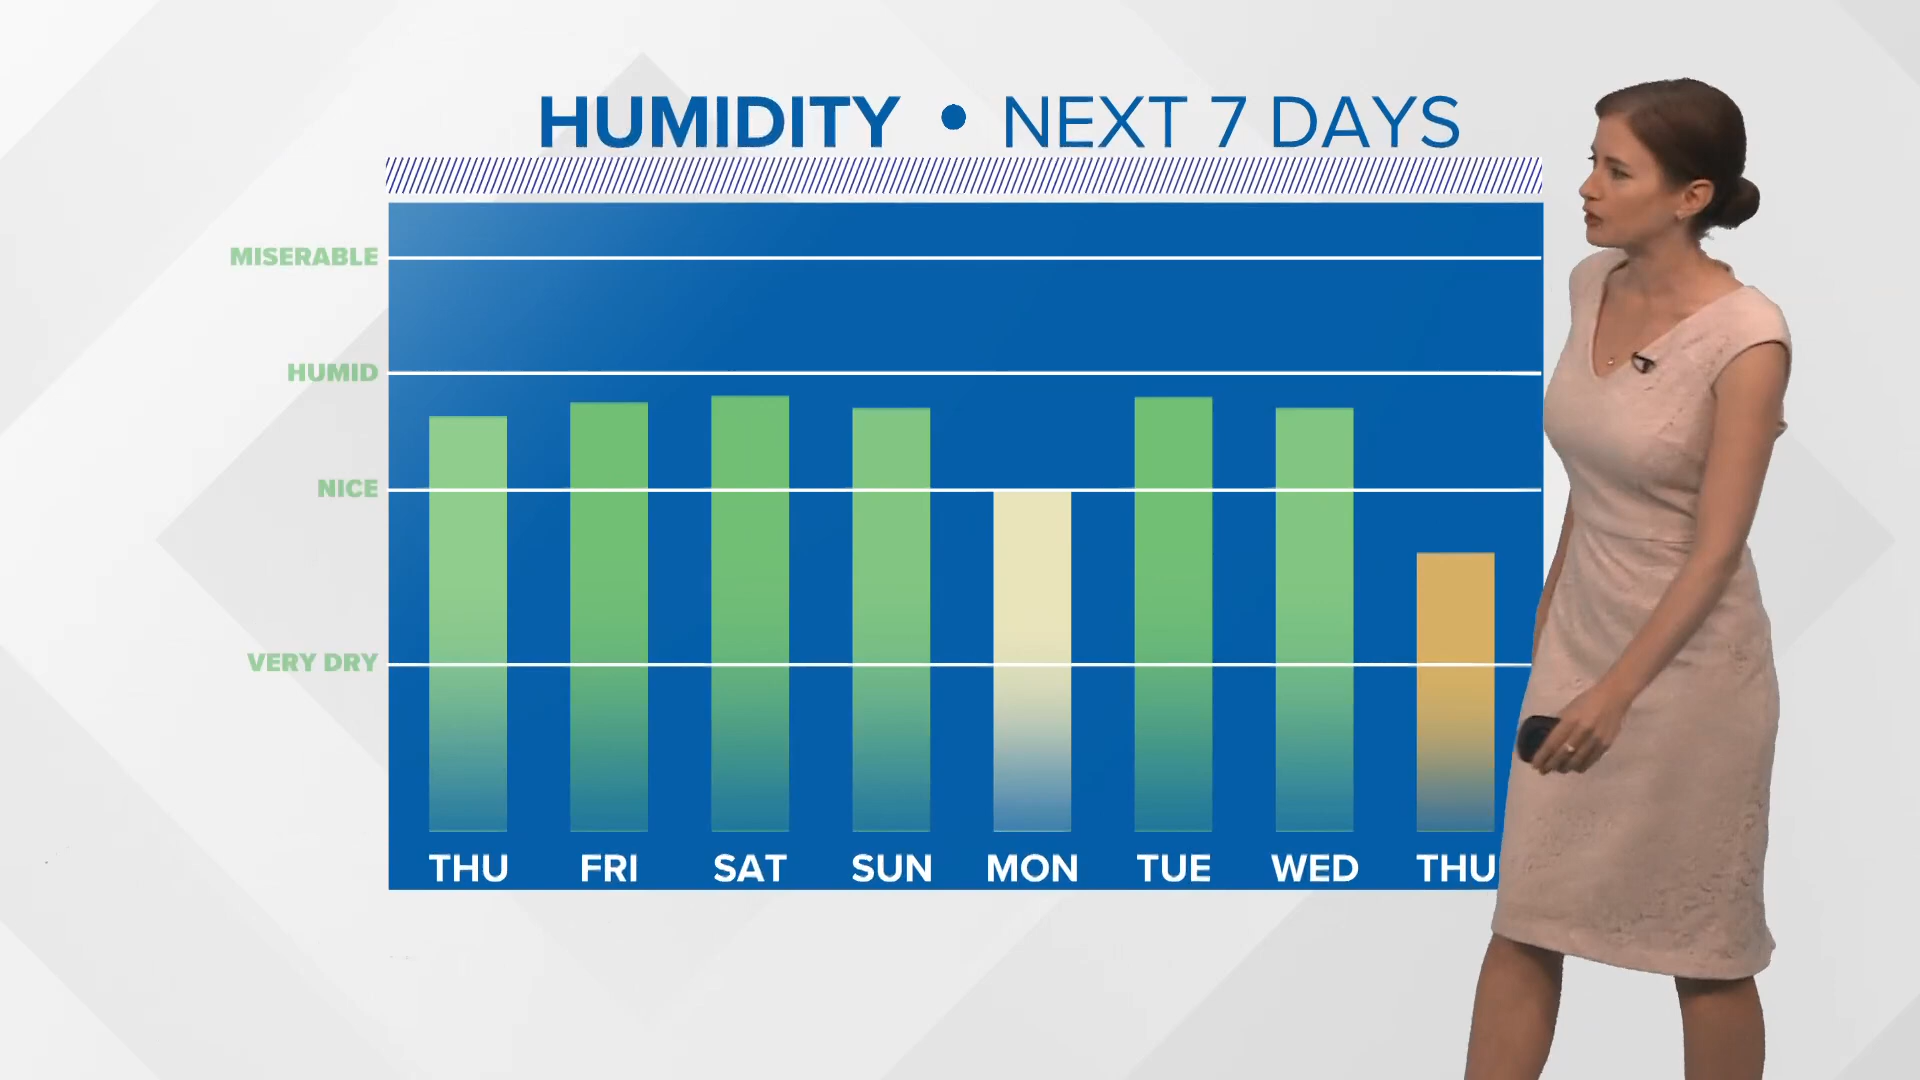 HUMIDITY • NEXT 7 DAYS
MISERABLE
HUMID
NICE
VERY DRY
THU FRI SAT SUN MON TUE WED THU